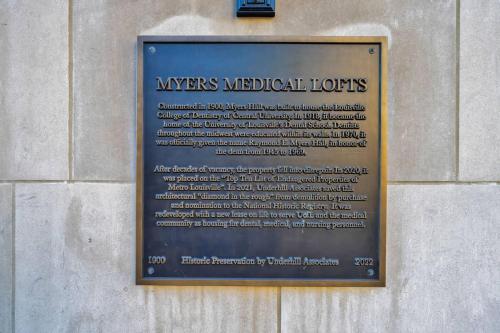 MYERS MEDICAL LOFTS
Constructed in 1900, Myers Hall was built to house the Louisville
College of Dentistry of Central University. In 1918, it became the
home of the University of Louisville's Dental School. Dentists
throughout the midwest were educated within its walls. In 1970, it
was officially given the name Raymond E. Myers Hall, in honor of
the dean from 1945 to 1969.
After decades of vacancy, the property fell into disrepair. In 2020, it
was placed on the "Top Ten List of Endangered Properties of
Metro Louisville". In 2021, Underhill Associates saved this
architectural "diamond in the rough" from demolition by purchase
and nomination to the National Historic Registry. It was
redeveloped with a new lease on life to serve UofL and the medical
community as housing for dental, medical, and nursing personnel.
1900 Historic Preservation by Underhill Associates 2022